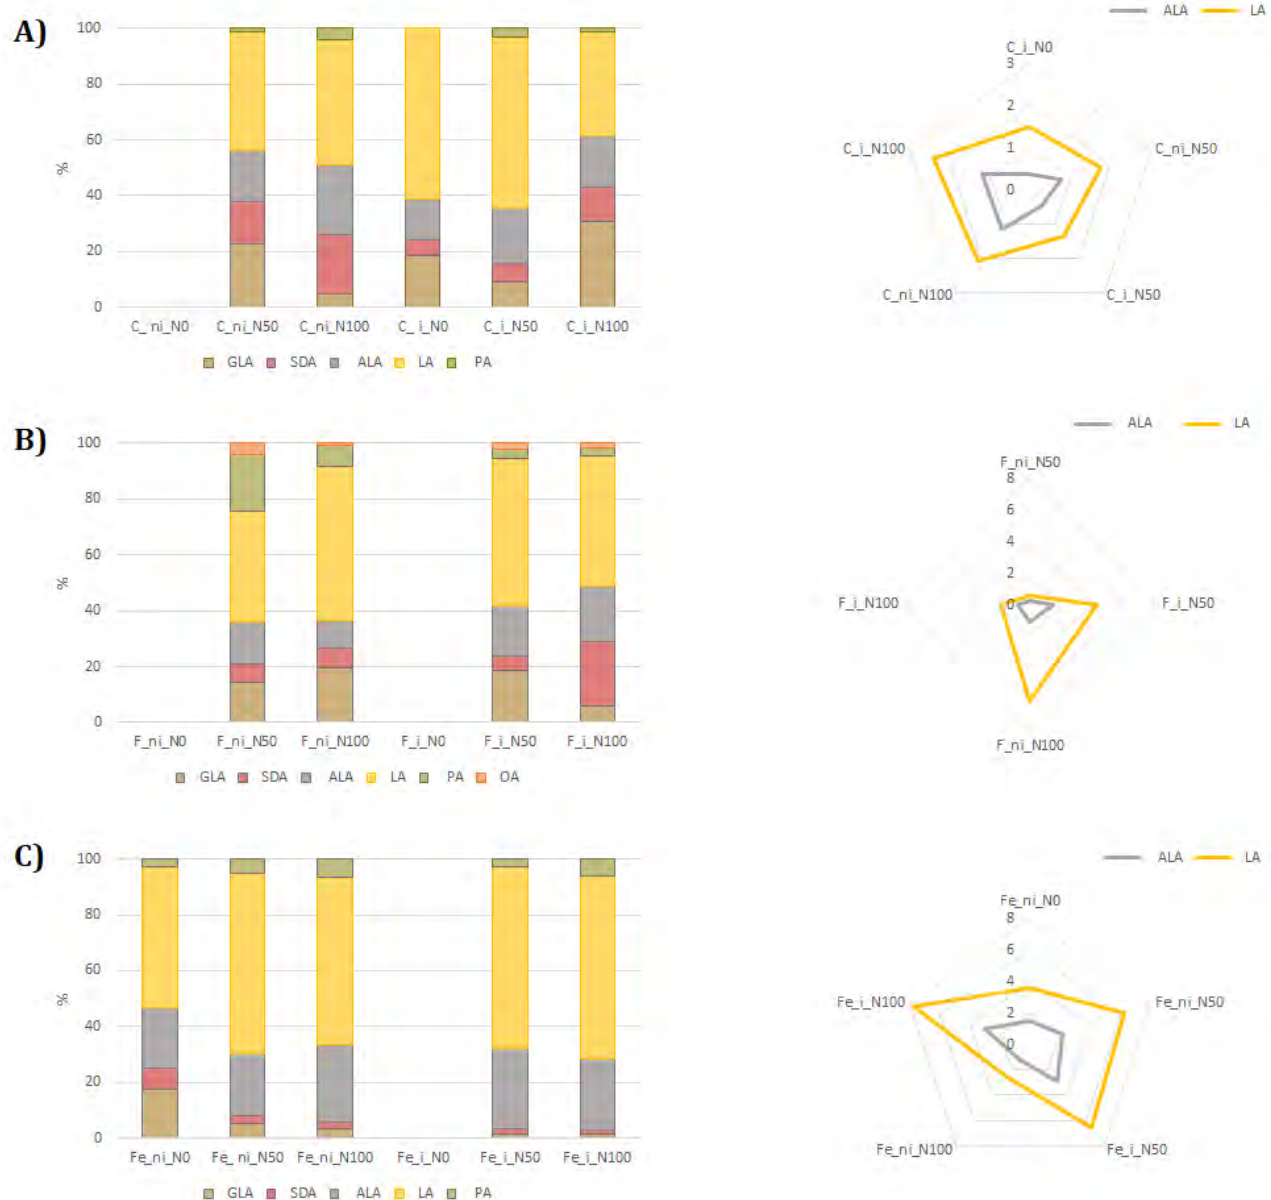 A)
100
80
60
40
20
0
%
C_ni_N0 C_ni_N50 C_ni_N100 C_i_N0 C_i_N50 C_i_N100
GLA SDA ALA LA PA
ALA LA
C_i_N0
3
2
1
0
C_ni_N50
C_i_N50
C_ni_N100
C_i_N100
B)
100
80
60
40
20
0
%
F_ni_N0 F_ni_N50 F_ni_N100 F_i_N0 F_i_N50 F_i_N100
GLA SDA ALA LA PA OA
ALA LA
F_ni_N50
8
6
4
2
0
F_i_N50
F_ni_N100
F_i_N100
C)
100
80
60
40
20
0
%
Fe_ni_N0 Fe_ni_N50 Fe_ni_N100 Fe_i_N0 Fe_i_N50 Fe_i_N100
GLA SDA ALA LA PA
ALA LA
Fe_ni_N0
8
6
4
2
0
Fe_ni_N50
Fe_i_N50
Fe_ni_N100
Fe_i_N100